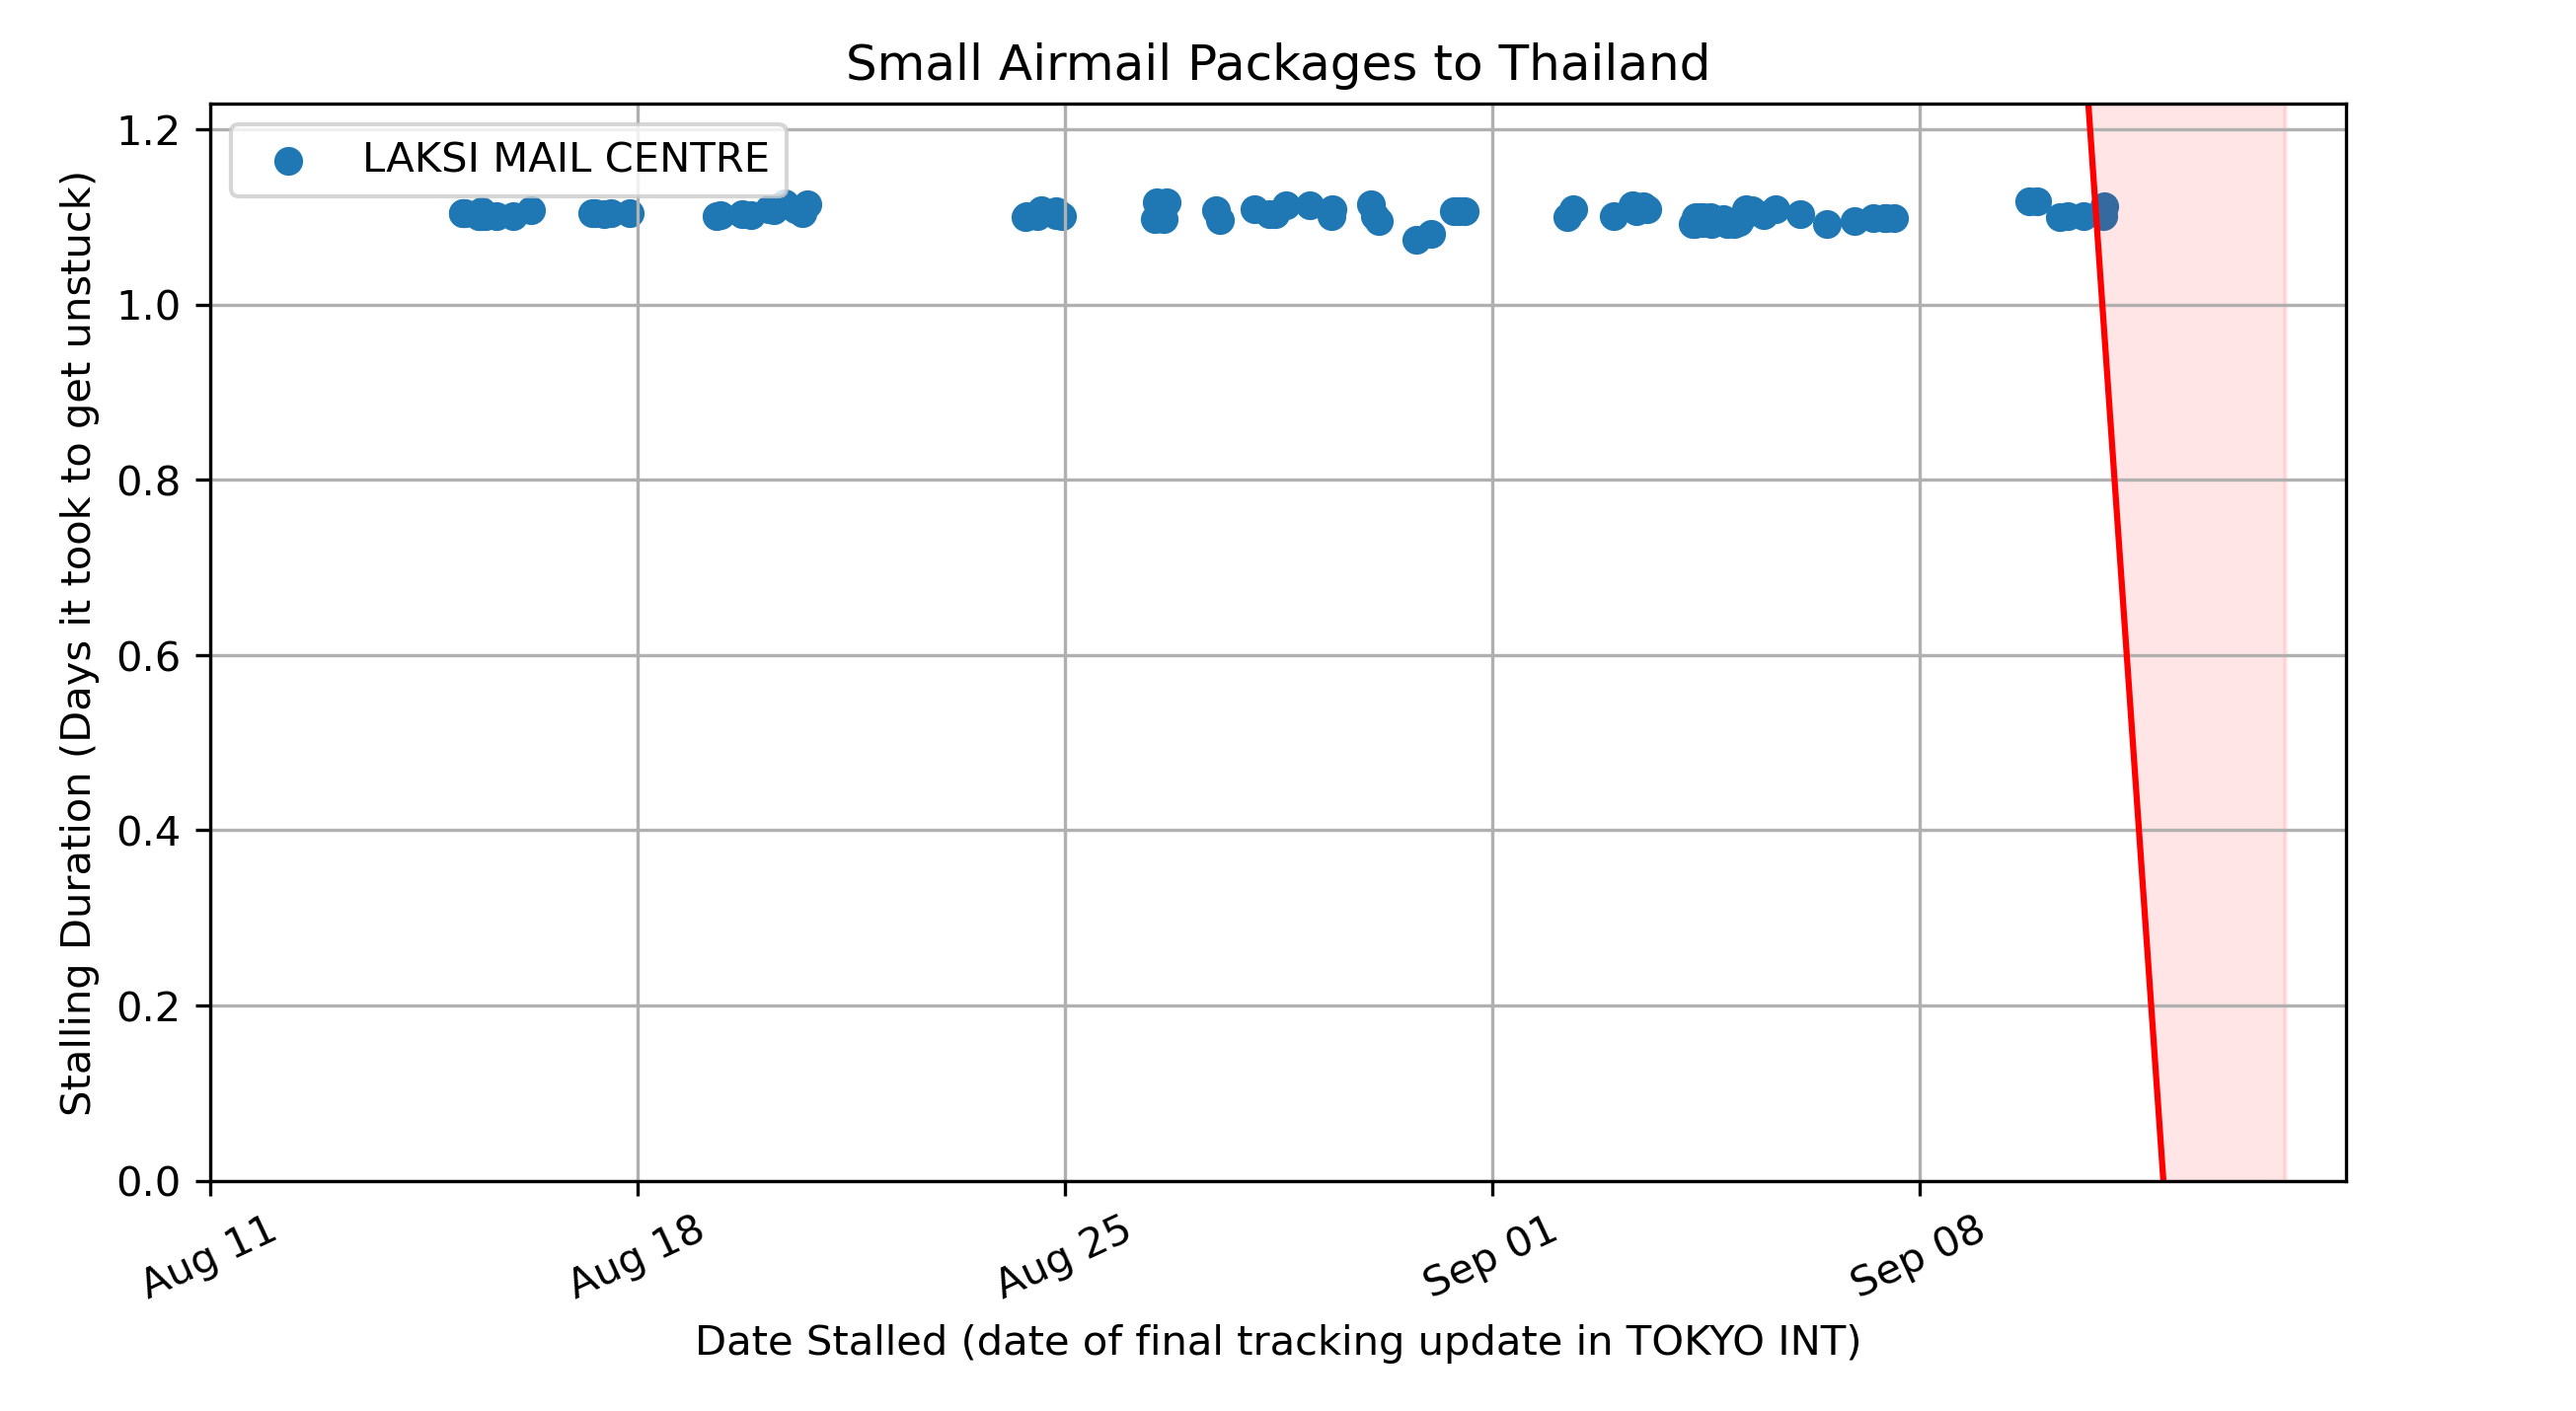 Small Airmail Packages to Thailand
LAKSI MAIL CENTRE
Stalling Duration (Days it took to get unstuck)
1.2
1.0
0.8
0.6
0.4
0.2
0.0
Aug 11
Aug 18
Aug 25
Sep 01
Sep 08
Date Stalled (date of final tracking update in TOKYO INT)